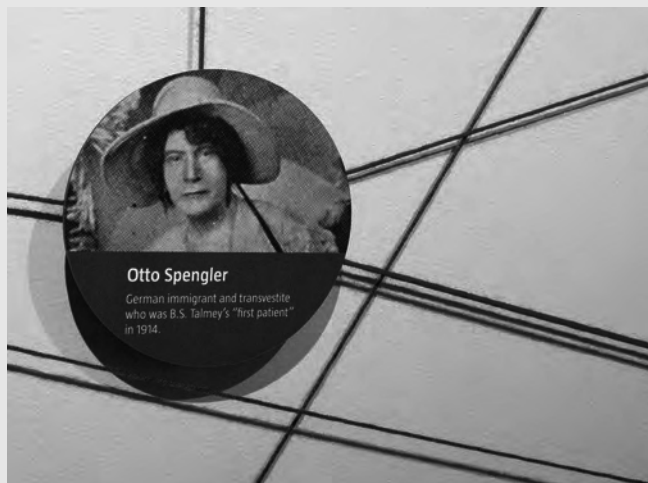 Otto Spengler
German immigrant and transvestite
who was B.S. Talmey's "first patient"
in 1914.